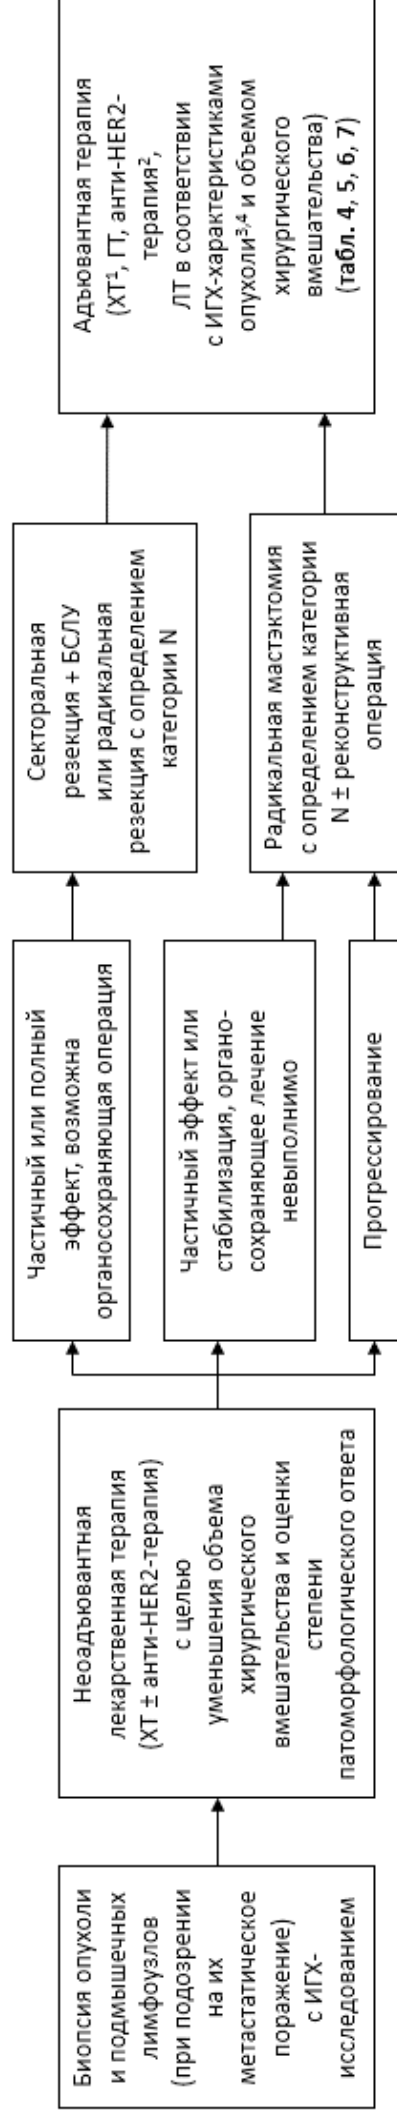 Биопсия опухоли
и подмышечных
лимфоузлов
(при подозрении
на их
метастатическое
поражение)
с ИГХ-
исследованием
Неоадъювантная
лекарственная терапия
(ХТ ± анти-HER2-терапия)
с целью
уменьшения объема
хирургического
вмешательства и оценки
степени
патоморфологического ответа
Частичный или полный
эффект, возможна
органосохраняющая операция
Частичный эффект или
стабилизация, органо-
сохраняющее лечение
невыполнимо
Прогрессирование
Секторальная
резекция + БСЛУ
или радикальная
резекция с определением
категории N
Радикальная мастэктомия
с определением категории
N ± реконструктивная
операция
Адъювантная терапия
(ХТ¹, ГТ, анти-HER2-
терапия²,
ЛТ в соответствии
с ИГХ-характеристиками
опухоли³,⁴ и объемом
хирургического
вмешательства)
(табл. 4, 5, 6, 7)